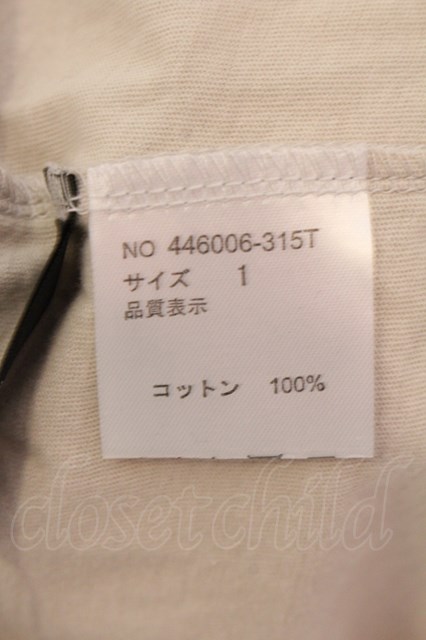 NO 446006-315T
サイズ 1
品質表示
コットン 100%
closet child